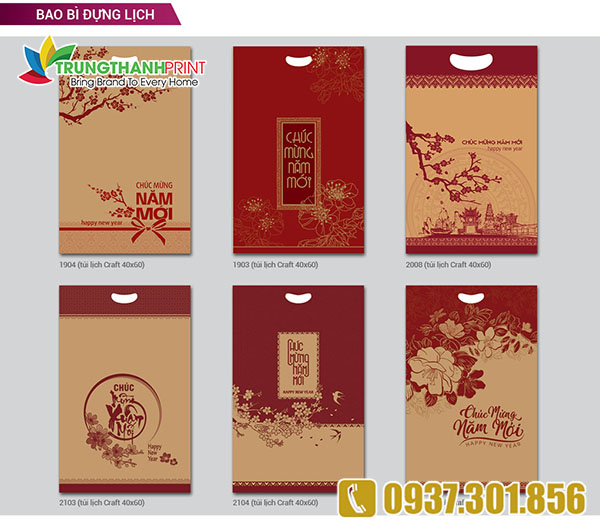 BAO BÌ ĐỰNG LỊCH
TRUNGTHANHPRINT
Bring Brand To Every Home
CHÚC MỪNG
NĂM
MỚI
happy new year
CHÚC
MỪNG
NĂM
MỚI
CHÚC MỪNG NĂM MỚI
happy new year
1904 (túi lịch Craft 40x60)
1903 (túi lịch Craft 40x60)
2008 (túi lịch Craft 40x60)
CHÚC
Xuân
Mới
Happy
New Year
CHÚC
MỪNG
NĂM
MỚI
HAPPY NEW YEAR
Chúc Mừng
Năm Mới
HAPPY NEW YEAR
2103 (túi lịch Craft 40x60)
2104 (túi lịch Craft 40x60)
0937.301.856